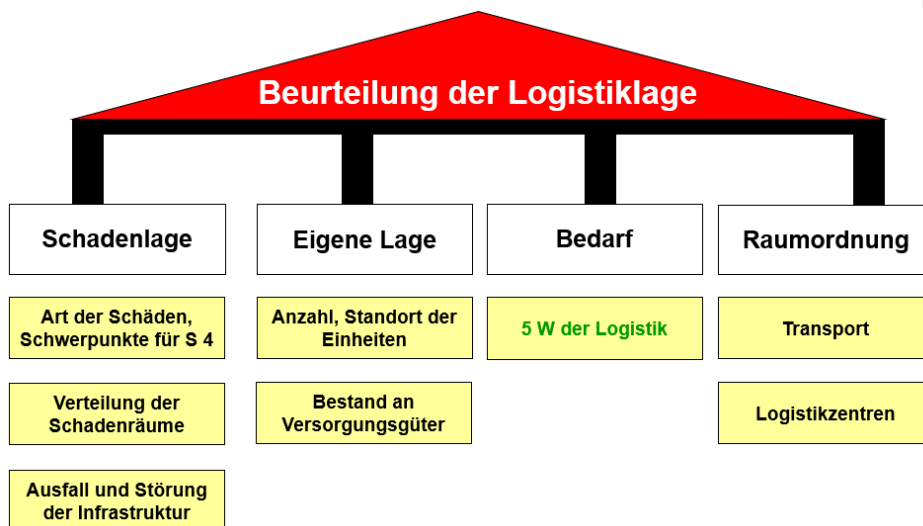 Beurteilung der Logistiklage
Schadenlage
Eigene Lage
Bedarf
Raumordnung
Art der Schäden,
Schwerpunkte für S 4
Anzahl, Standort der
Einheiten
5 W der Logistik
Transport
Verteilung der
Schadenräume
Bestand an
Versorgungsgüter
Logistikzentren
Ausfall und Störung
der Infrastruktur